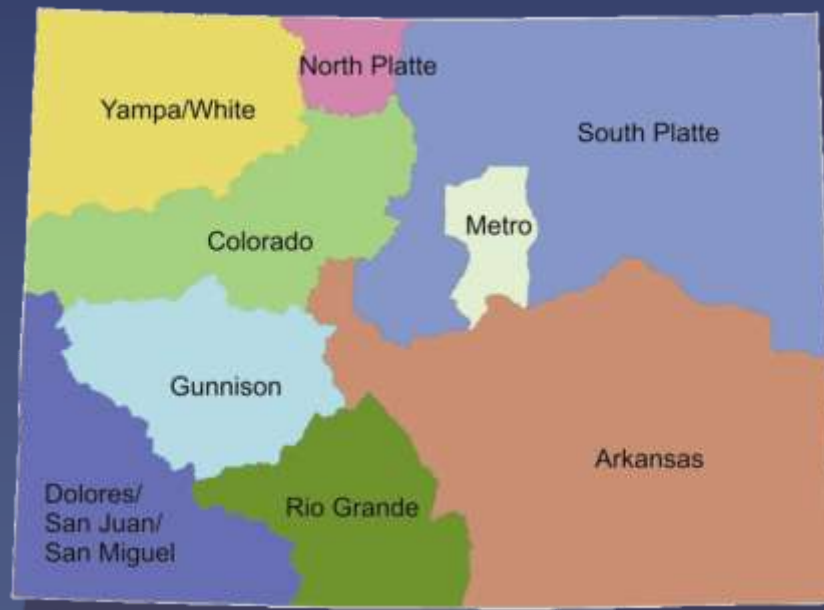 North Platte
Yampa/White
South Platte
Metro
Colorado
Gunnison
Arkansas
Dolores/
San Juan/
San Miguel
Rio Grande